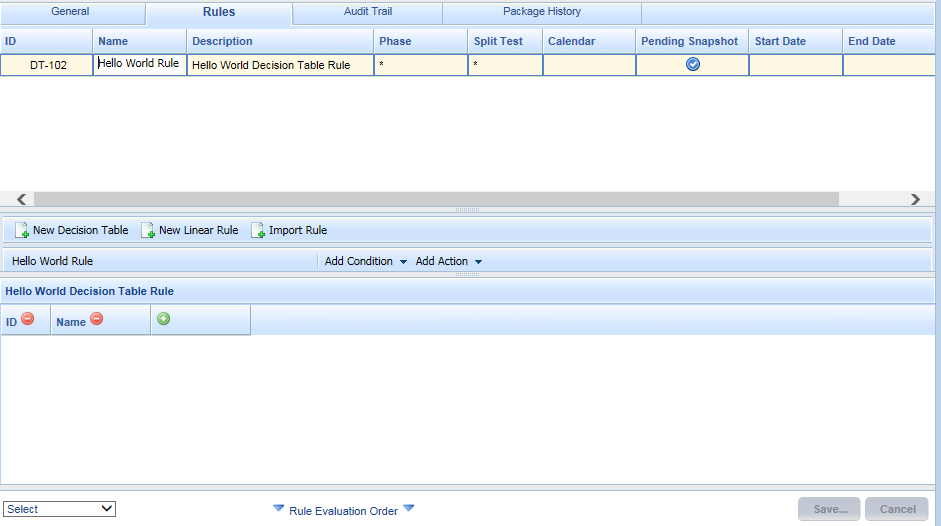 General Rules Audit Trail Package History
ID Name Description Phase Split Test Calendar Pending Snapshot Start Date End Date
DT-102 Hello World Rule Hello World Decision Table Rule * *
New Decision Table New Linear Rule Import Rule
Hello World Rule Add Condition Add Action
Hello World Decision Table Rule
ID Name
Select Rule Evaluation Order Save... Cancel